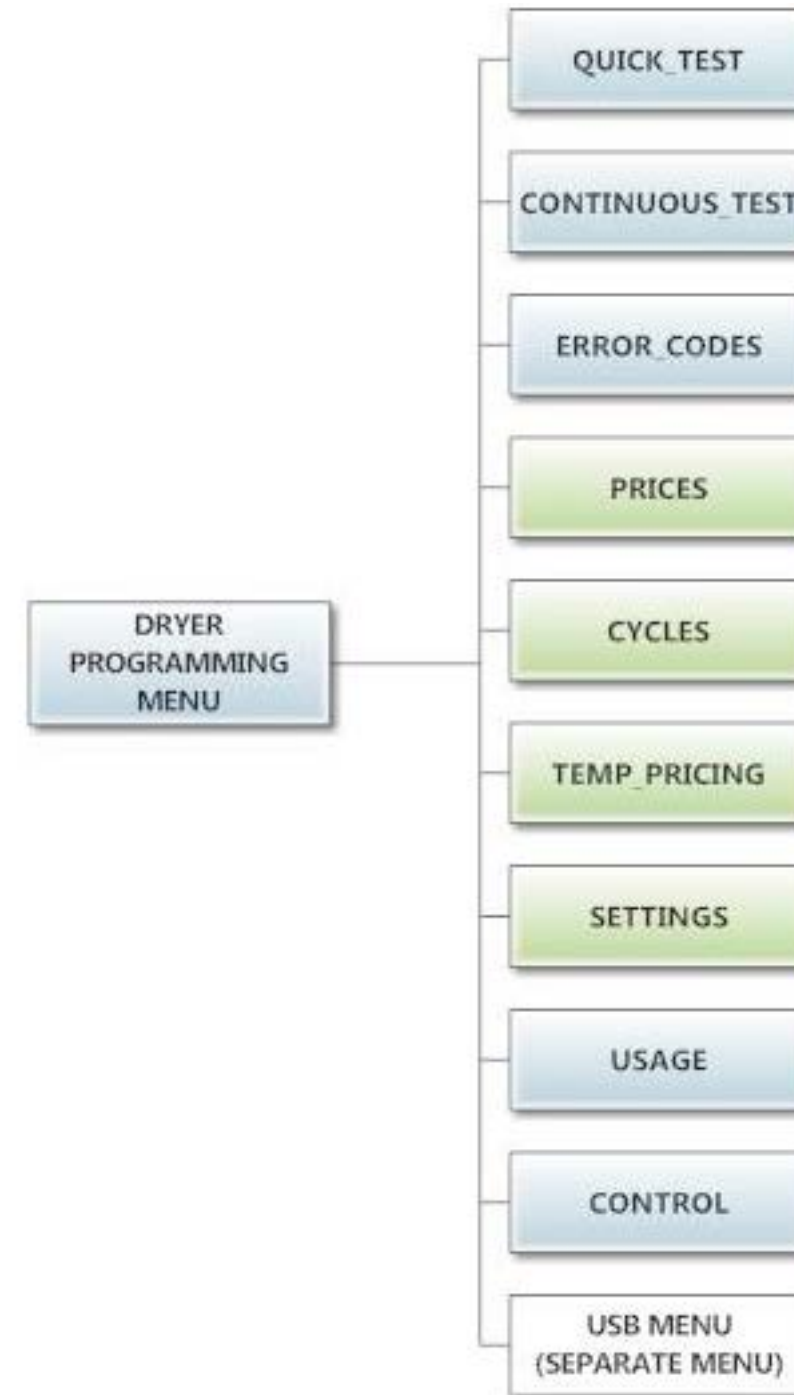 QUICK_TEST
CONTINUOUS_TEST
ERROR_CODES
PRICES
CYCLES
DRYER
PROGRAMMING
MENU
TEMP_PRICING
SETTINGS
USAGE
CONTROL
USB MENU
(SEPARATE MENU)